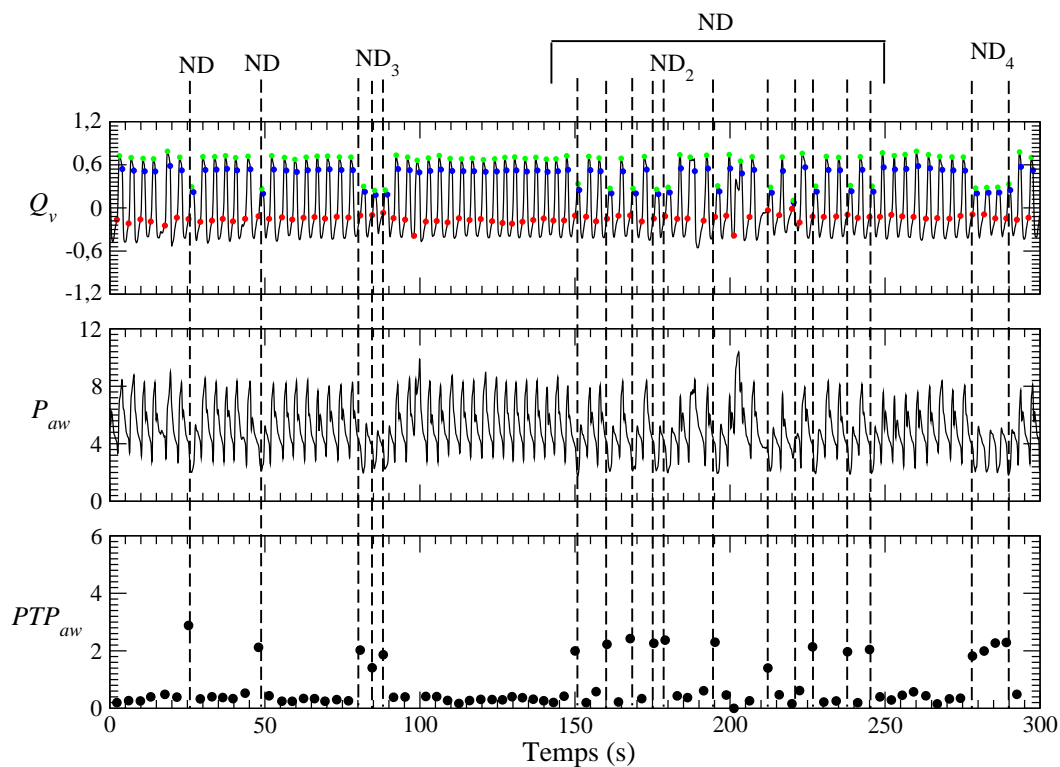 ND
ND ND ND₃ ND₂ ND₄
1,2
0,6
Q_v 0
-0,6
-1,2
12
8
P_aw 4
0
6
4
PTP_aw 2
0
0 50 100 150 200 250 300
Temps (s)